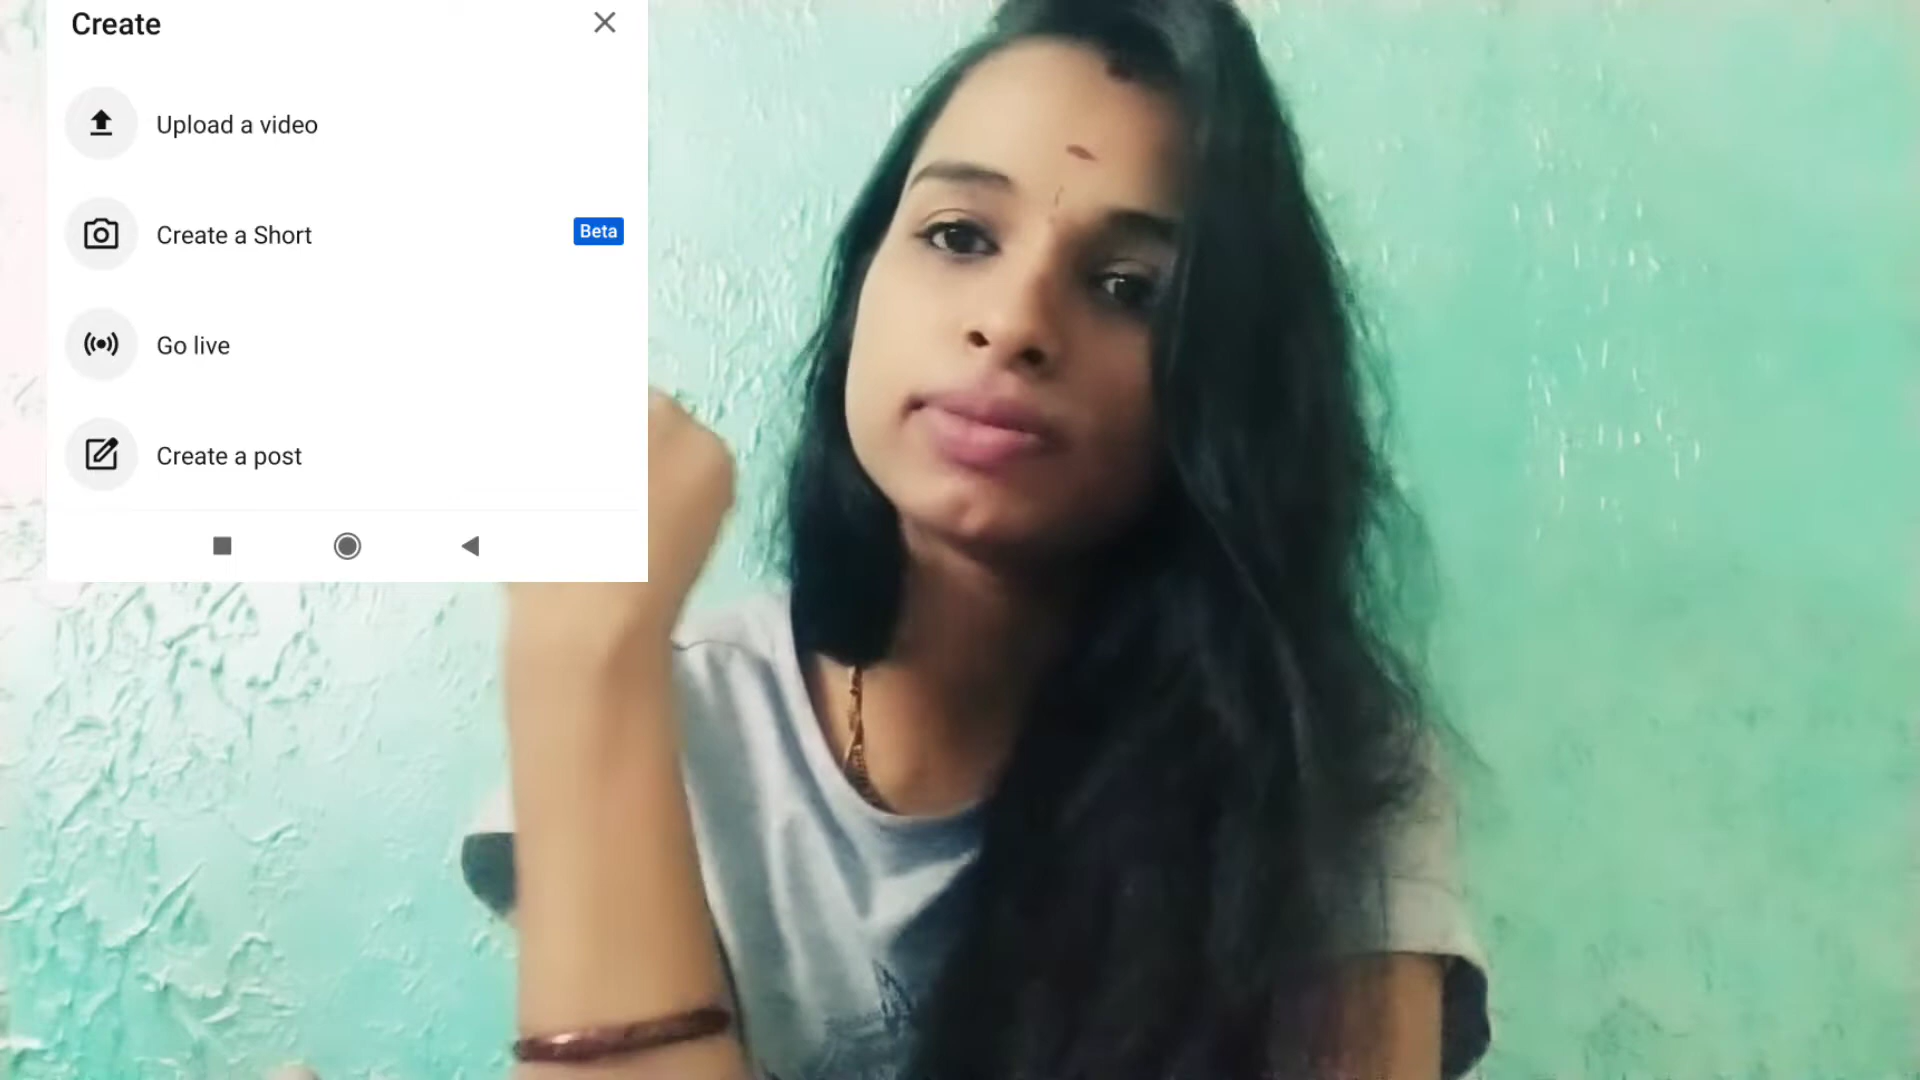 Create
Upload a video
Create a Short
Beta
Go live
Create a post